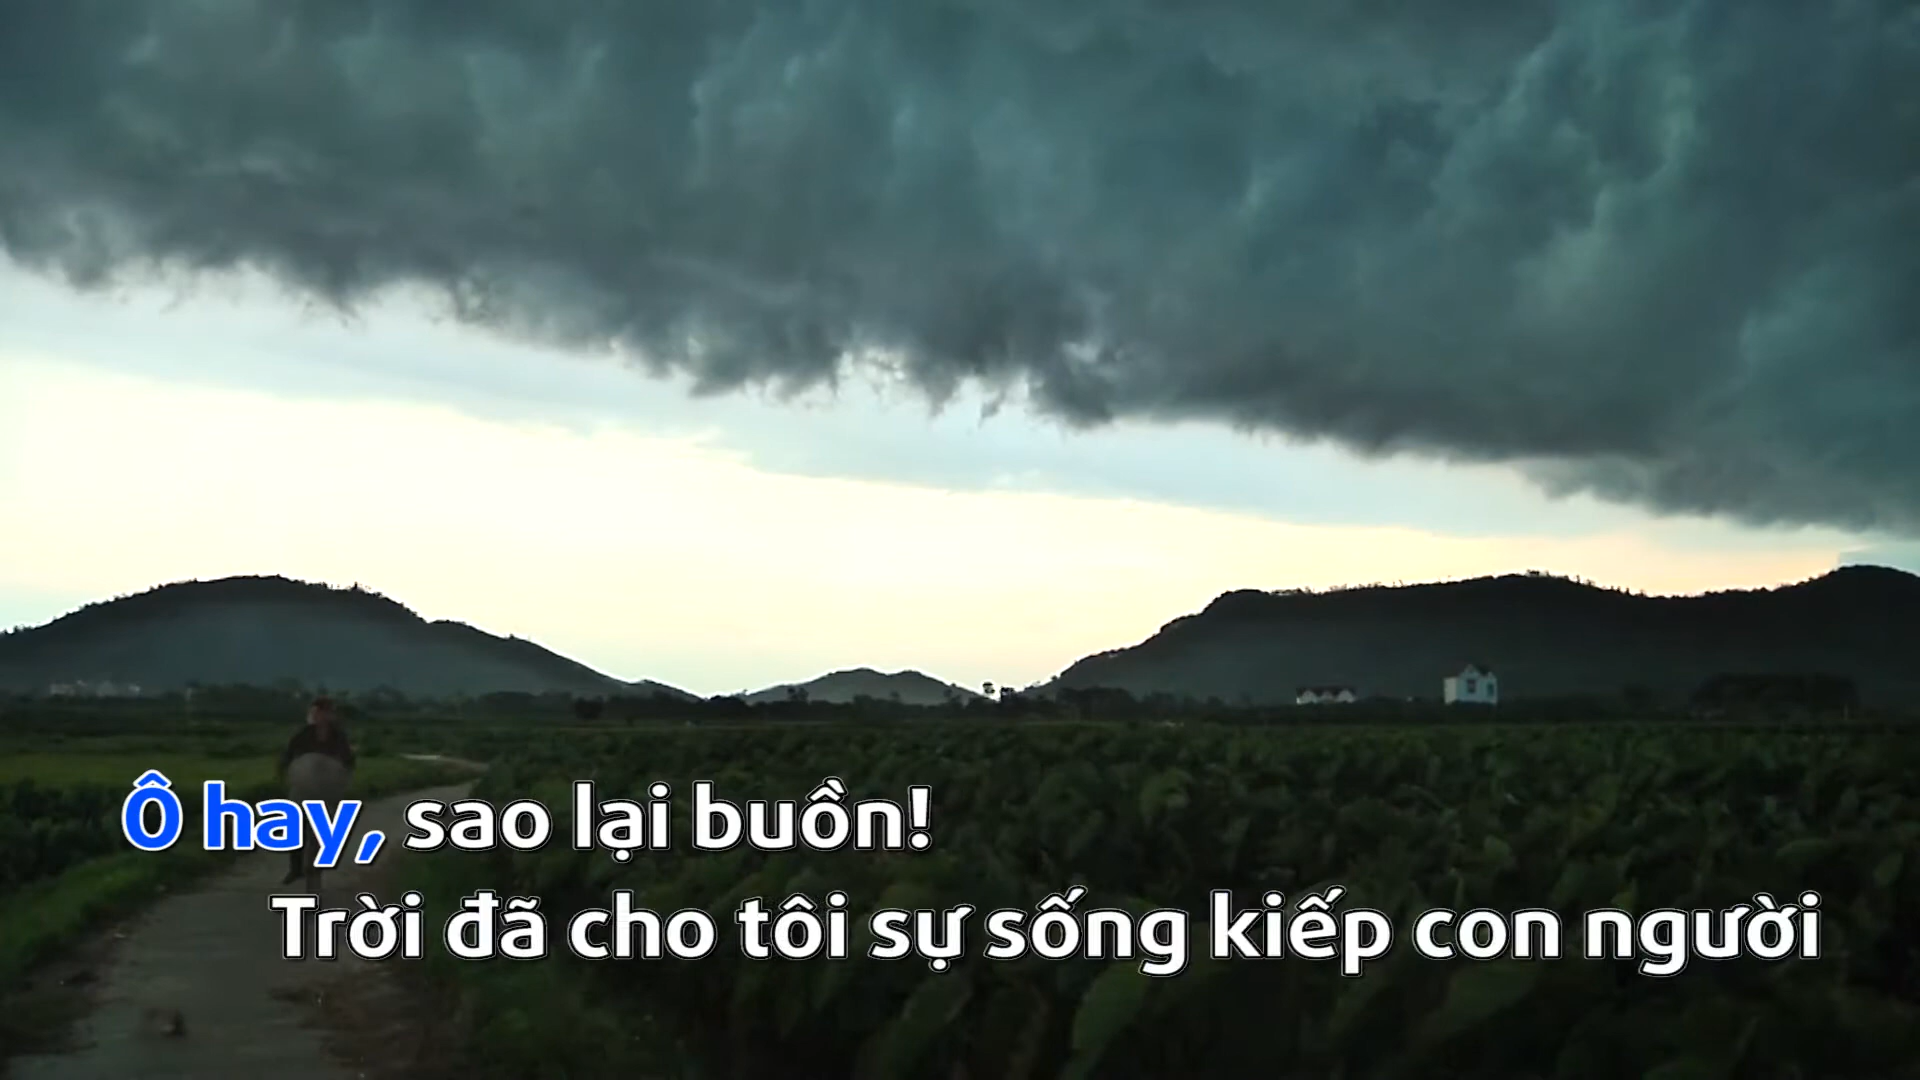 Ô hay, sao lại buồn!
Trời đã cho tôi sự sống kiếp con người